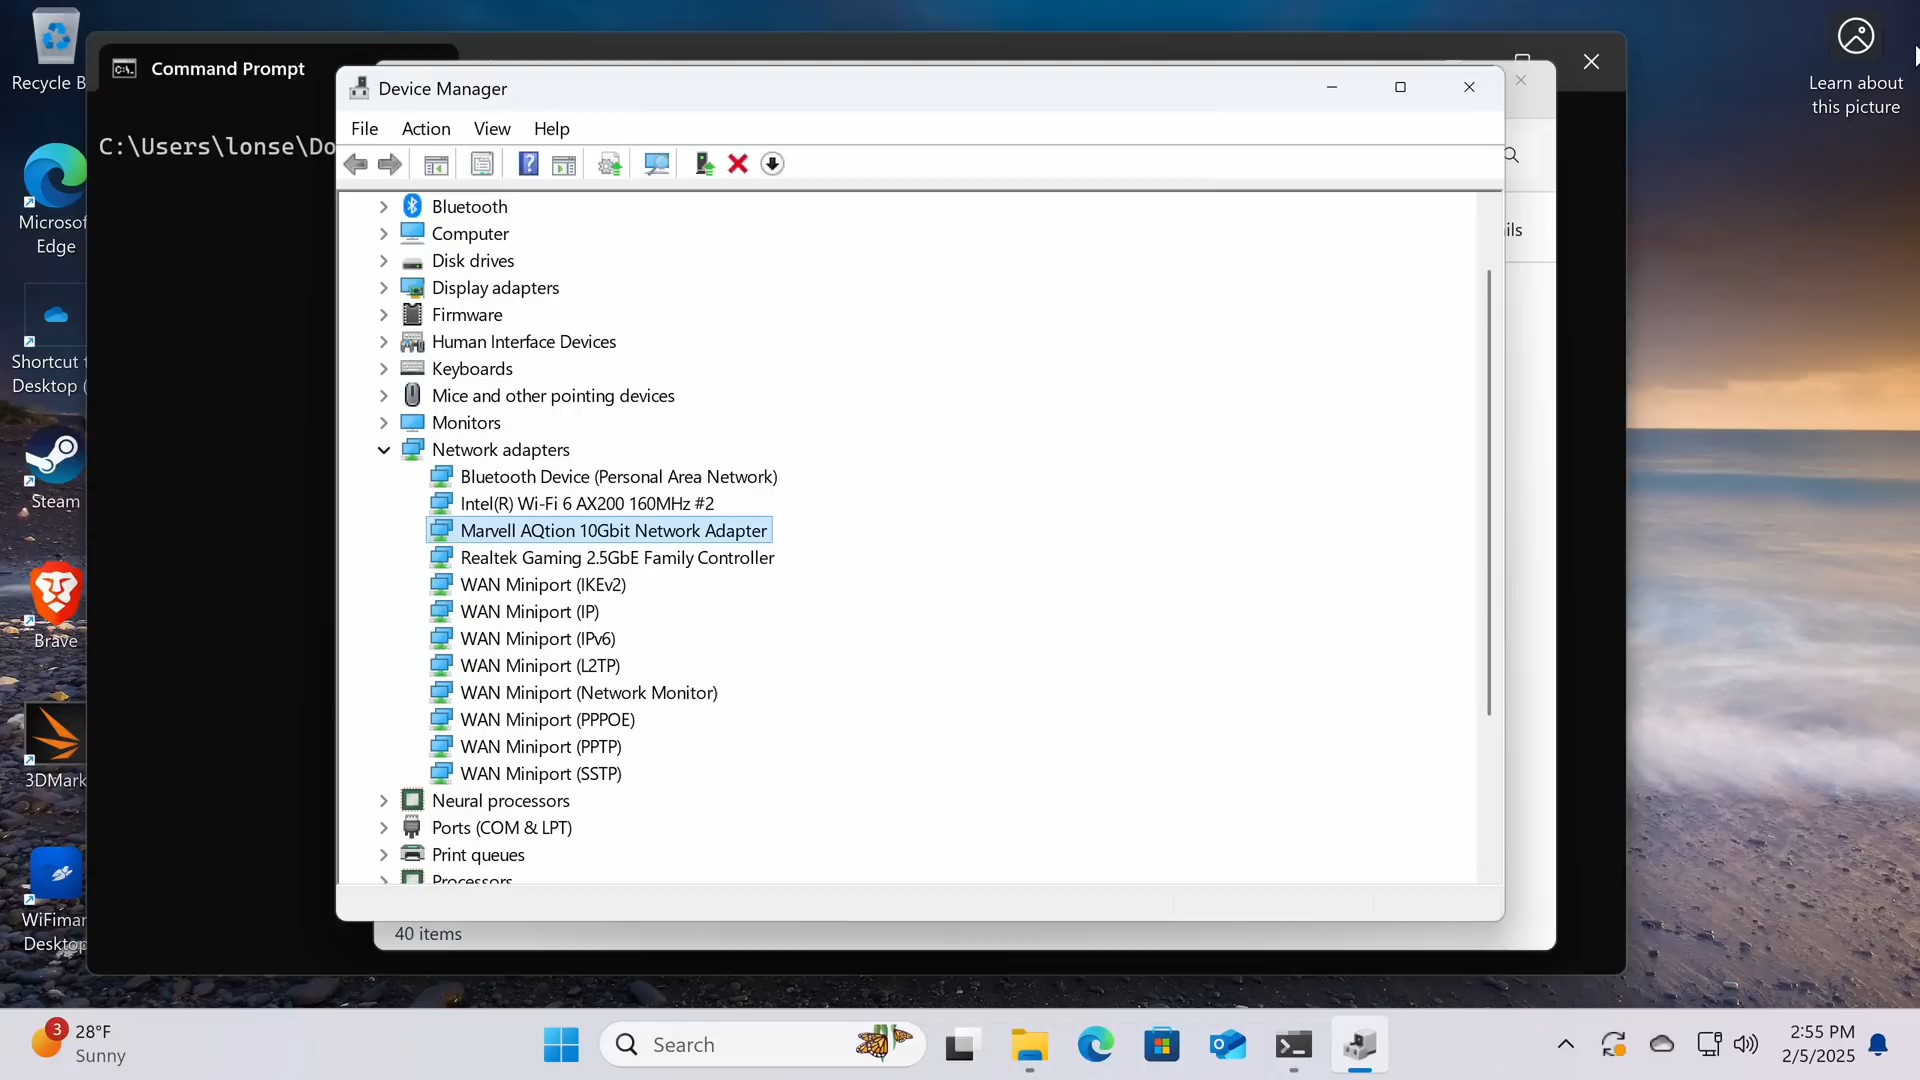 Recycle B
Microsof
Edge
Shortcut t
Desktop (
Steam
Brave
3DMark
WiFimar
Desktop
Learn about
this picture
Command Prompt
C:\Users\lonse\Do
Device Manager
File Action View Help
Bluetooth
Computer
Disk drives
Display adapters
Firmware
Human Interface Devices
Keyboards
Mice and other pointing devices
Monitors
Network adapters
Bluetooth Device (Personal Area Network)
Intel(R) Wi-Fi 6 AX200 160MHz #2
Marvell AQtion 10Gbit Network Adapter
Realtek Gaming 2.5GbE Family Controller
WAN Miniport (IKEv2)
WAN Miniport (IP)
WAN Miniport (IPv6)
WAN Miniport (L2TP)
WAN Miniport (Network Monitor)
WAN Miniport (PPPOE)
WAN Miniport (PPTP)
WAN Miniport (SSTP)
Neural processors
Ports (COM & LPT)
Print queues
Processors
ils
40 items
3
28°F
Sunny
Search
2:55 PM
2/5/2025